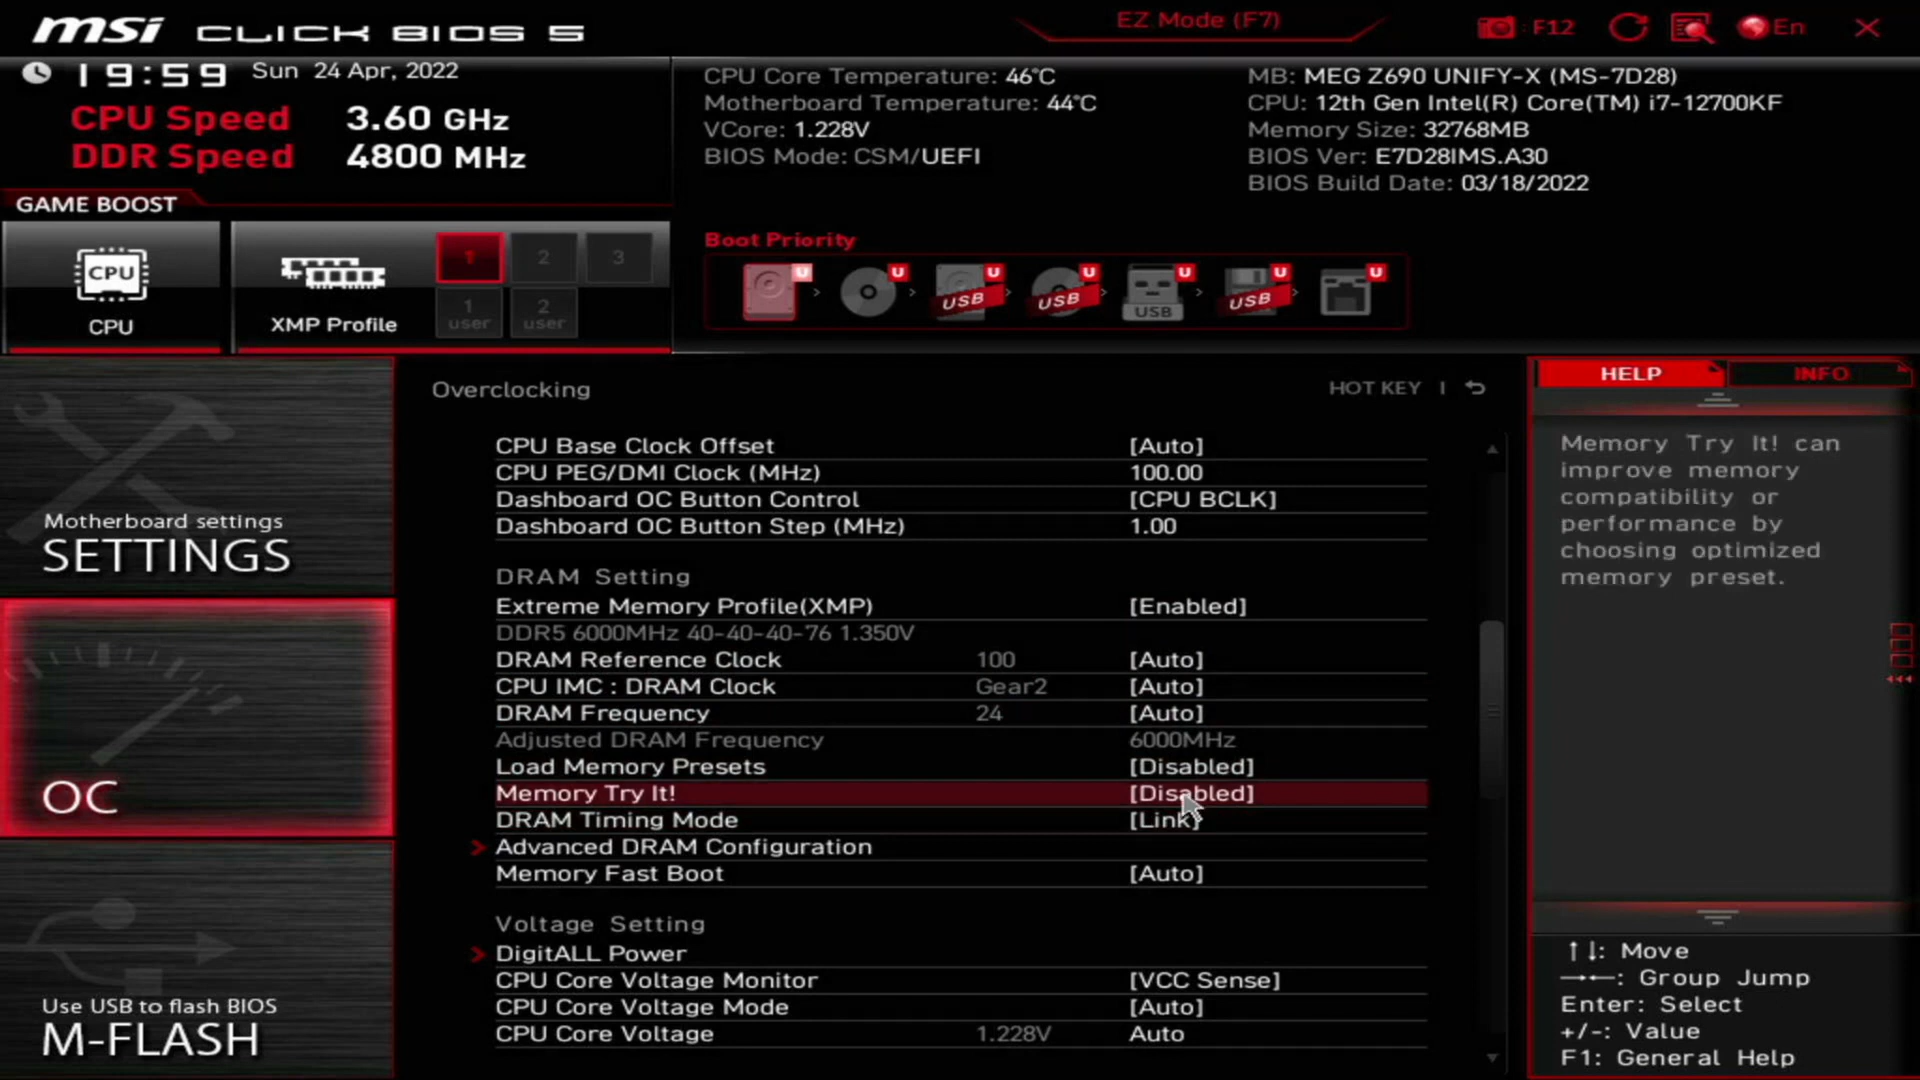 msi CLICK BIOS 5
EZ Mode (F7)
: F12
En
19:59 Sun 24 Apr, 2022
CPU Speed 3.60 GHz
DDR Speed 4800 MHz
CPU Core Temperature: 46°C
Motherboard Temperature: 44°C
VCore: 1.228V
BIOS Mode: CSM/UEFI
MB: MEG Z690 UNIFY-X (MS-7D28)
CPU: 12th Gen Intel(R) Core(TM) i7-12700KF
Memory Size: 32768MB
BIOS Ver: E7D28IMS.A30
BIOS Build Date: 03/18/2022
GAME BOOST
CPU
CPU
XMP Profile
1 2 3
1 user
2 user
Boot Priority
U U U U U U U
USB USB USB USB
Motherboard settings
SETTINGS
OC
Use USB to flash BIOS
M-FLASH
Overclocking
HOT KEY |
CPU Base Clock Offset [Auto]
CPU PEG/DMI Clock (MHz) 100.00
Dashboard OC Button Control [CPU BCLK]
Dashboard OC Button Step (MHz) 1.00
DRAM Setting
Extreme Memory Profile(XMP) [Enabled]
DDR5 6000MHz 40-40-40-76 1.350V
DRAM Reference Clock 100 [Auto]
CPU IMC : DRAM Clock Gear2 [Auto]
DRAM Frequency 24 [Auto]
Adjusted DRAM Frequency 6000MHz
Load Memory Presets [Disabled]
Memory Try It! [Disabled]
DRAM Timing Mode [Link]
> Advanced DRAM Configuration
Memory Fast Boot [Auto]
Voltage Setting
> DigitALL Power
CPU Core Voltage Monitor [VCC Sense]
CPU Core Voltage Mode [Auto]
CPU Core Voltage 1.228V Auto
HELP
INFO
Memory Try It! can
improve memory
compatibility or
performance by
choosing optimized
memory preset.
↑↓: Move
→←: Group Jump
Enter: Select
+/-: Value
F1: General Help